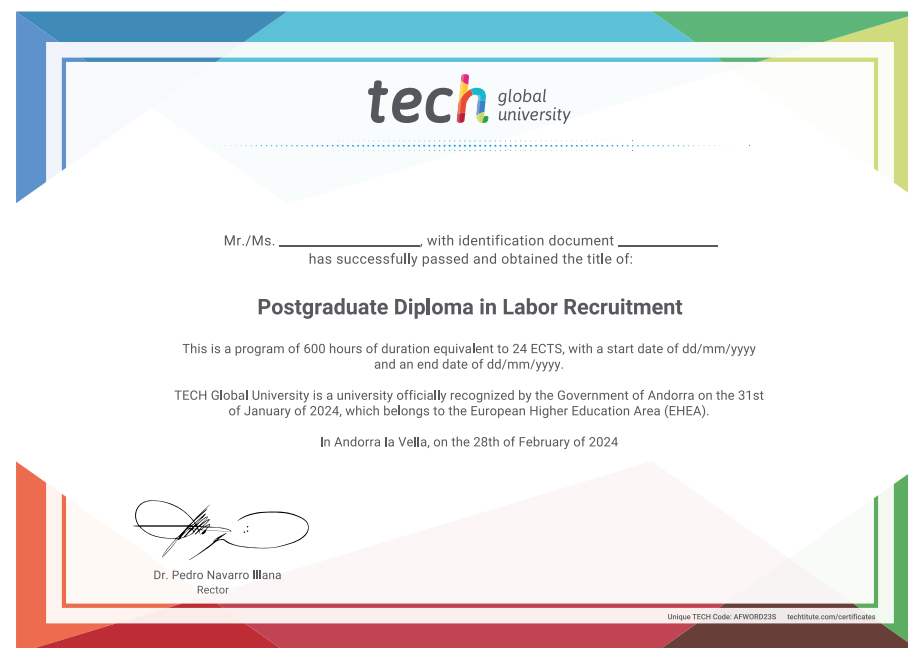 tech global
university
Mr./Ms. ____________________, with identification document ______________
has successfully passed and obtained the title of:
Postgraduate Diploma in Labor Recruitment
This is a program of 600 hours of duration equivalent to 24 ECTS, with a start date of dd/mm/yyyy
and an end date of dd/mm/yyyy.
TECH Global University is a university officially recognized by the Government of Andorra on the 31st
of January of 2024, which belongs to the European Higher Education Area (EHEA).
In Andorra la Vella, on the 28th of February of 2024
Dr. Pedro Navarro Illana
Rector
Unique TECH Code: AFWORD23S techtitute.com/certificates